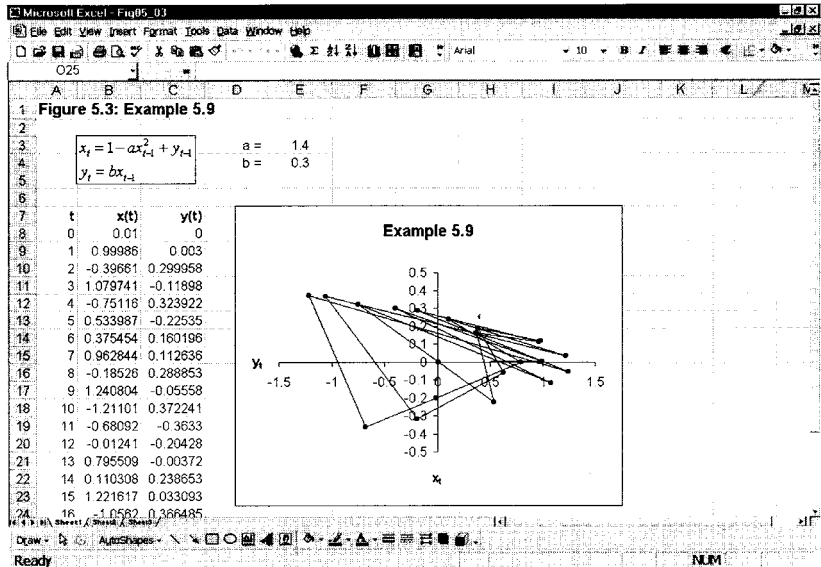 Microsoft Excel - Fig05_03
File Edit View Insert Format Tools Data Window Help
Arial 10 B I
O25 =
A B C D E F G H I J K L M
1 Figure 5.3: Example 5.9
2
3 x_t = 1 - ax²_{t-1} + y_{t-1} a = 1.4
4 y_t = bx_{t-1} b = 0.3
5
6
7 t x(t) y(t)
8 0 0.01 0
9 1 0.99986 0.003
10 2 -0.39661 0.299958
11 3 1.079741 -0.11898
12 4 -0.75116 0.323922
13 5 0.533987 -0.22535
14 6 0.375454 0.160196
15 7 0.962844 0.112636
16 8 -0.18526 0.288853
17 9 1.240804 -0.05558
18 10 -1.21101 0.372241
19 11 -0.68092 -0.3633
20 12 -0.01241 -0.20428
21 13 0.795509 -0.00372
22 14 0.110308 0.238653
23 15 1.221617 0.033093
24 16 -1.0562 0.366485
Example 5.9
0.5
0.4
0.3
0.2
0.1
0
-0.1
-0.2
-0.3
-0.4
-0.5
y_t -1.5 -1 -0.5 0.5 1 1.5
x_t
Sheet1 / Sheet2 / Sheet3
Draw AutoShapes
Ready NUM